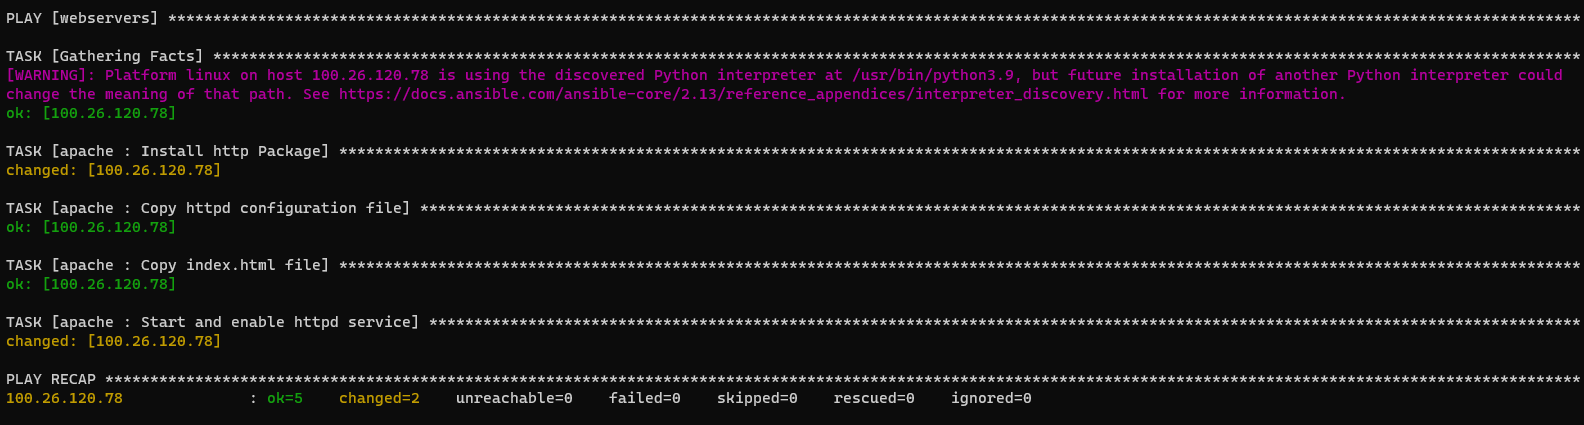 PLAY [webservers] *************************************************************************************************************************************************************
TASK [Gathering Facts] ********************************************************************************************************************************************************
[WARNING]: Platform linux on host 100.26.120.78 is using the discovered Python interpreter at /usr/bin/python3.9, but future installation of another Python interpreter could
change the meaning of that path. See https://docs.ansible.com/ansible-core/2.13/reference_appendices/interpreter_discovery.html for more information.
ok: [100.26.120.78]
TASK [apache : Install http Package] ******************************************************************************************************************************************
changed: [100.26.120.78]
TASK [apache : Copy httpd configuration file] *********************************************************************************************************************************
ok: [100.26.120.78]
TASK [apache : Copy index.html file] ******************************************************************************************************************************************
ok: [100.26.120.78]
TASK [apache : Start and enable httpd service] ********************************************************************************************************************************
changed: [100.26.120.78]
PLAY RECAP ********************************************************************************************************************************************************************
100.26.120.78              : ok=5    changed=2    unreachable=0    failed=0    skipped=0    rescued=0    ignored=0